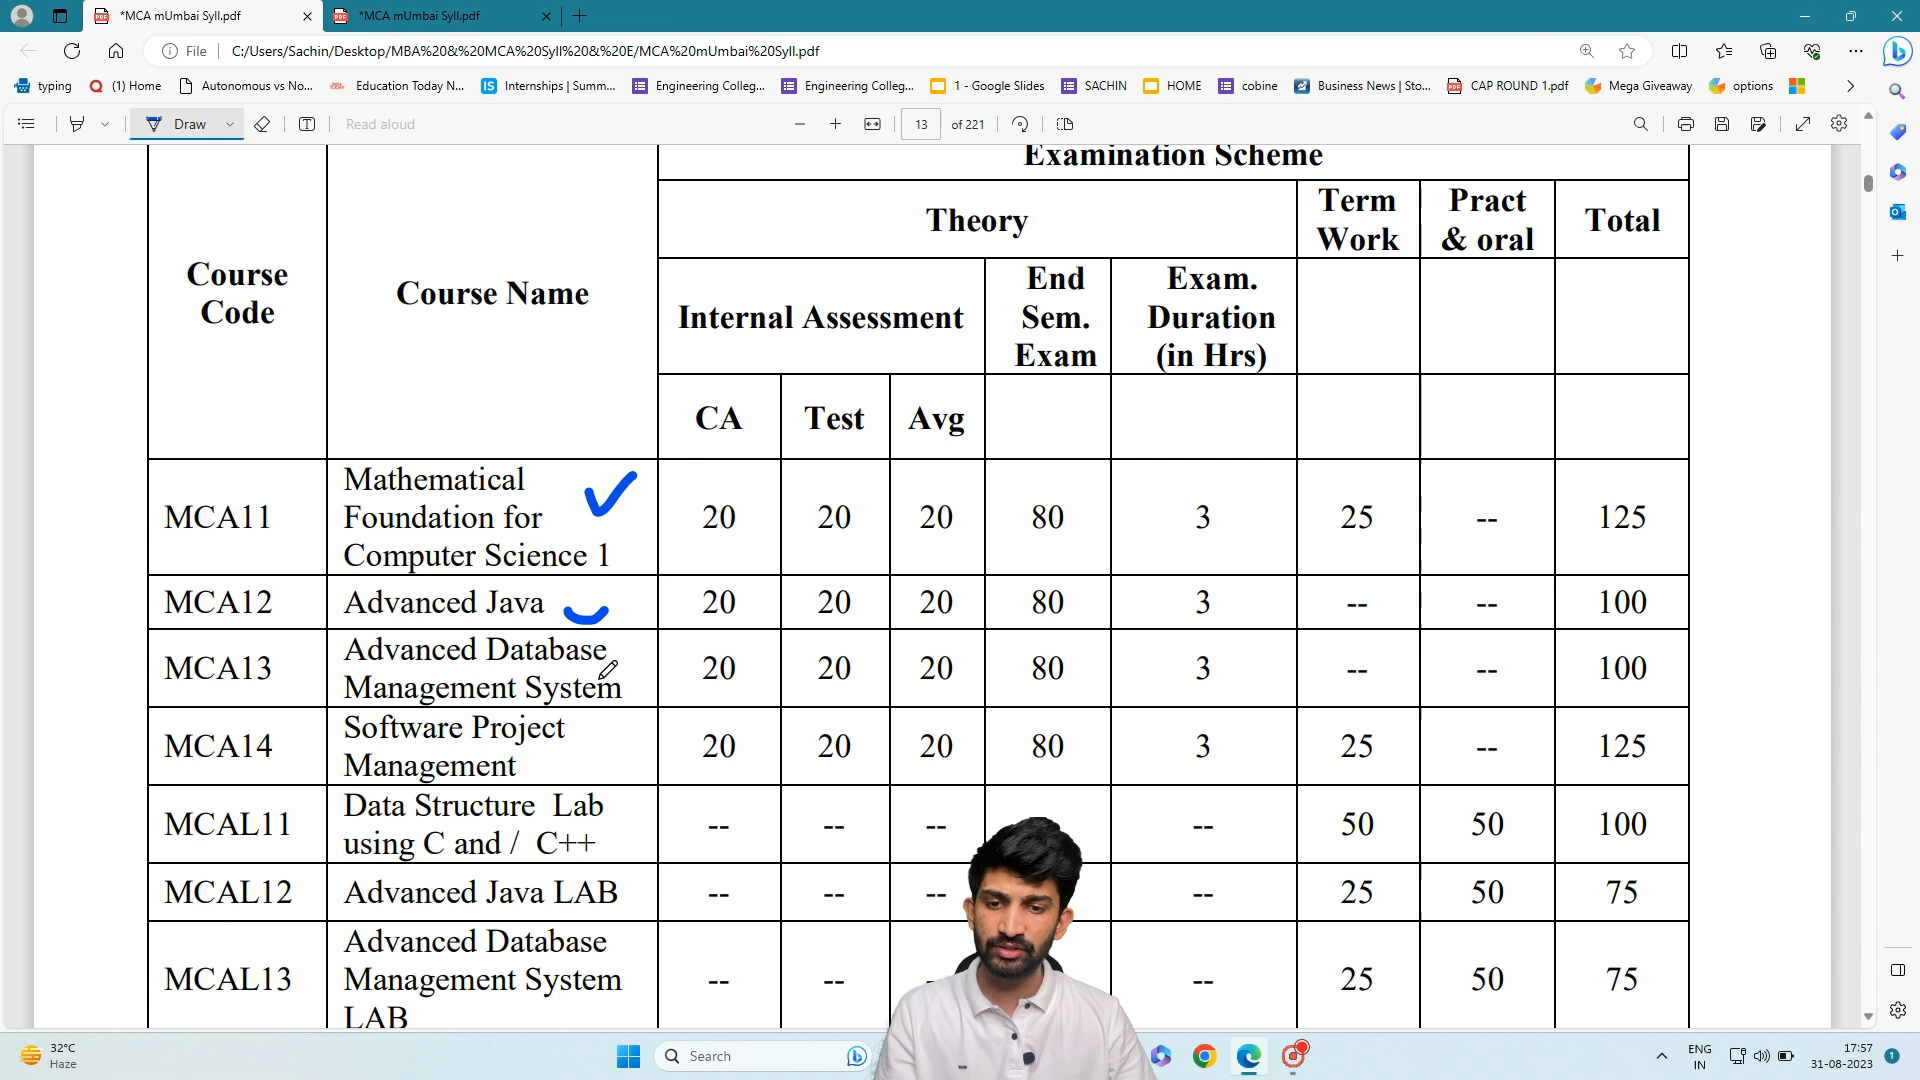 *MCA mUmbai Syll.pdf
*MCA mUmbai Syll.pdf
File
C:/Users/Sachin/Desktop/MBA%20&%20MCA%20Syll%20&%20E/MCA%20mUmbai%20Syll.pdf
typing
(1) Home
Autonomous vs No...
Education Today N...
Internships | Summ...
Engineering Colleg...
Engineering Colleg...
1 - Google Slides
SACHIN
HOME
cobine
Business News | Sto...
CAP ROUND 1.pdf
Mega Giveaway
options
Draw
Read aloud
13
of 221
Examination Scheme
Theory
Term
Work
Pract
& oral
Total
Course
Code
Course Name
Internal Assessment
End
Sem.
Exam
Exam.
Duration
(in Hrs)
CA
Test
Avg
MCA11
Mathematical
Foundation for
Computer Science 1
20
20
20
80
3
25
--
125
MCA12
Advanced Java
20
20
20
80
3
--
--
100
MCA13
Advanced Database
Management System
20
20
20
80
3
--
--
100
MCA14
Software Project
Management
20
20
20
80
3
25
--
125
MCAL11
Data Structure Lab
using C and / C++
--
--
--
--
50
50
100
MCAL12
Advanced Java LAB
--
--
--
--
25
50
75
MCAL13
Advanced Database
Management System
LAB
--
--
--
25
50
75
32°C
Haze
Search
ENG
IN
17:57
31-08-2023
1